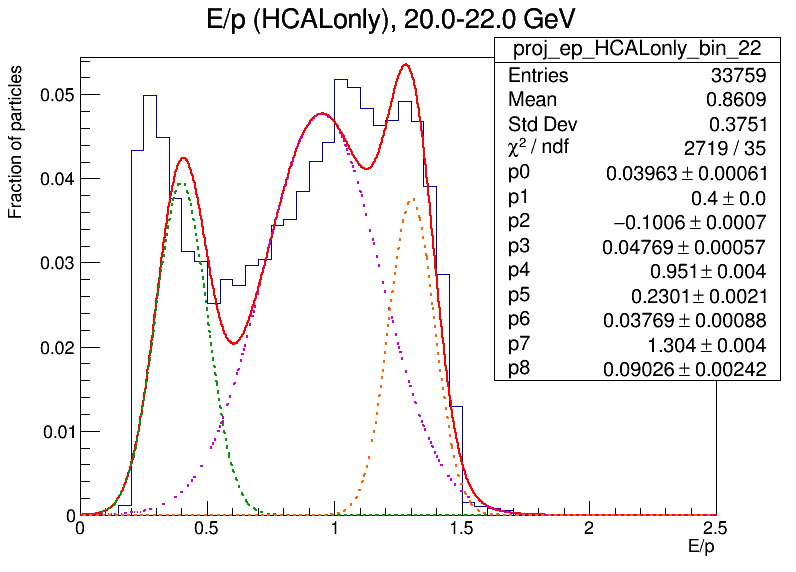 E/p (HCALonly), 20.0-22.0 GeV
proj_ep_HCALonly_bin_22
Entries 33759
Mean 0.8609
Std Dev 0.3751
χ² / ndf 2719 / 35
p0 0.03963 ± 0.00061
p1 0.4 ± 0.0
p2 −0.1006 ± 0.0007
p3 0.04769 ± 0.00057
p4 0.951 ± 0.004
p5 0.2301 ± 0.0021
p6 0.03769 ± 0.00088
p7 1.304 ± 0.004
p8 0.09026 ± 0.00242
Fraction of particles
0.05
0.04
0.03
0.02
0.01
0
0 0.5 1 1.5 2 2.5
E/p